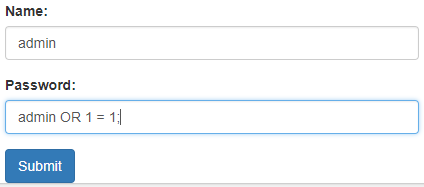 Name:
admin
Password:
admin OR 1 = 1;
Submit